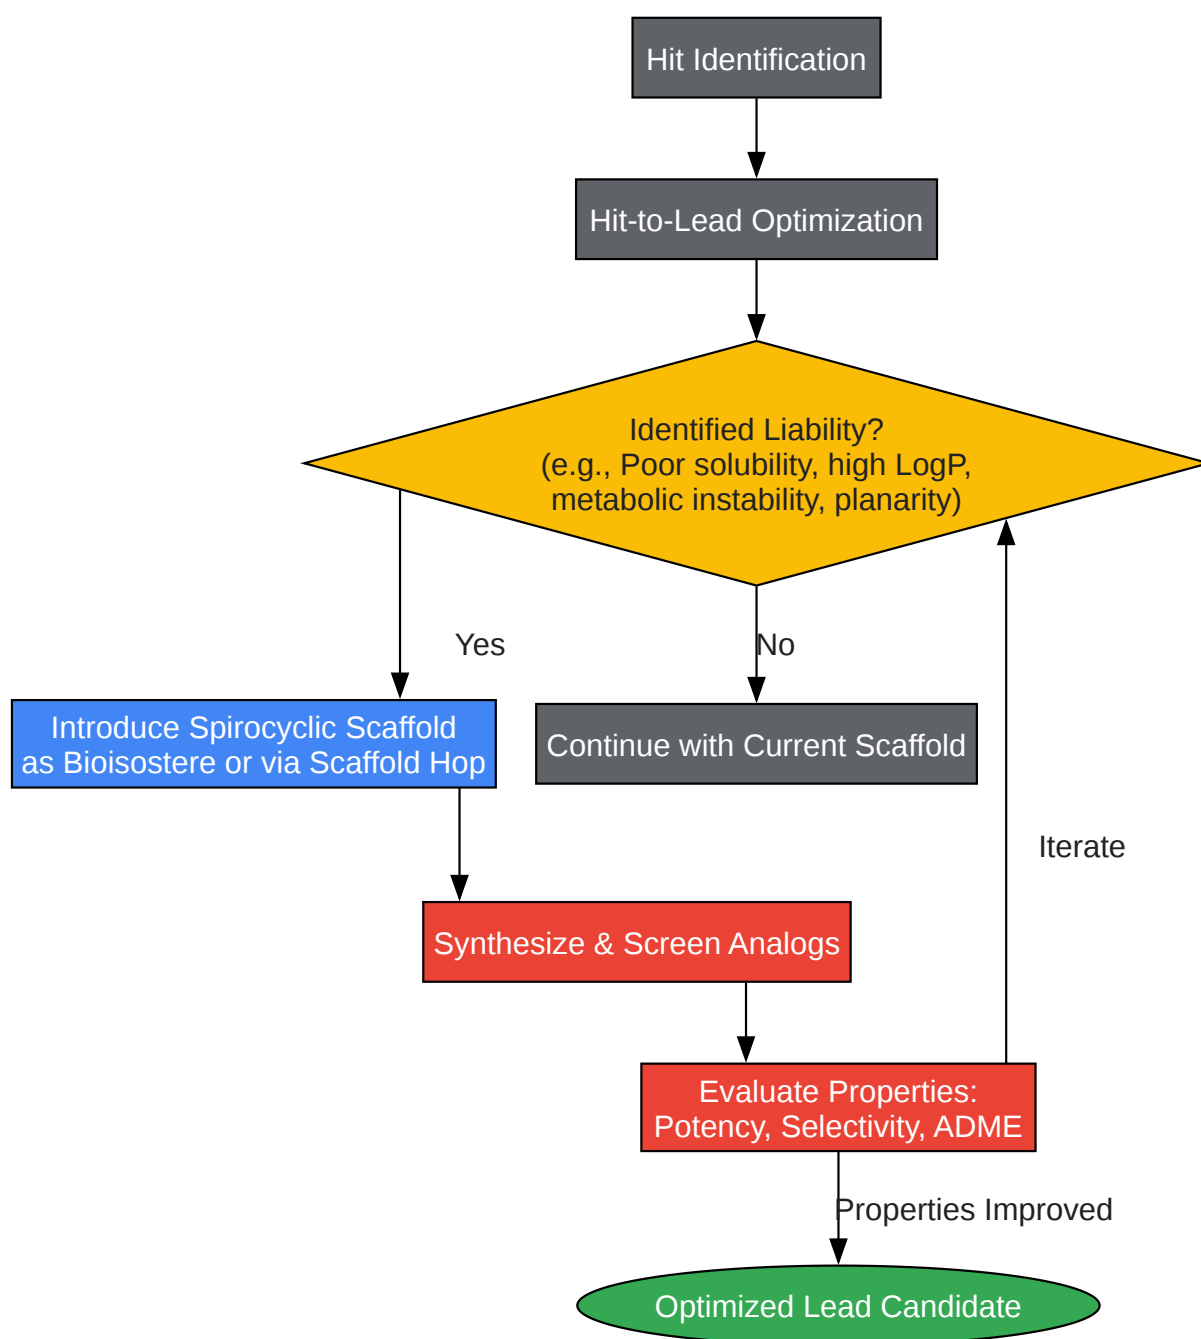 Hit Identification
Hit-to-Lead Optimization
Identified Liability?
(e.g., Poor solubility, high LogP,
metabolic instability, planarity)
Yes
No
Introduce Spirocyclic Scaffold
as Bioisostere or via Scaffold Hop
Continue with Current Scaffold
Iterate
Synthesize & Screen Analogs
Evaluate Properties:
Potency, Selectivity, ADME
Properties Improved
Optimized Lead Candidate